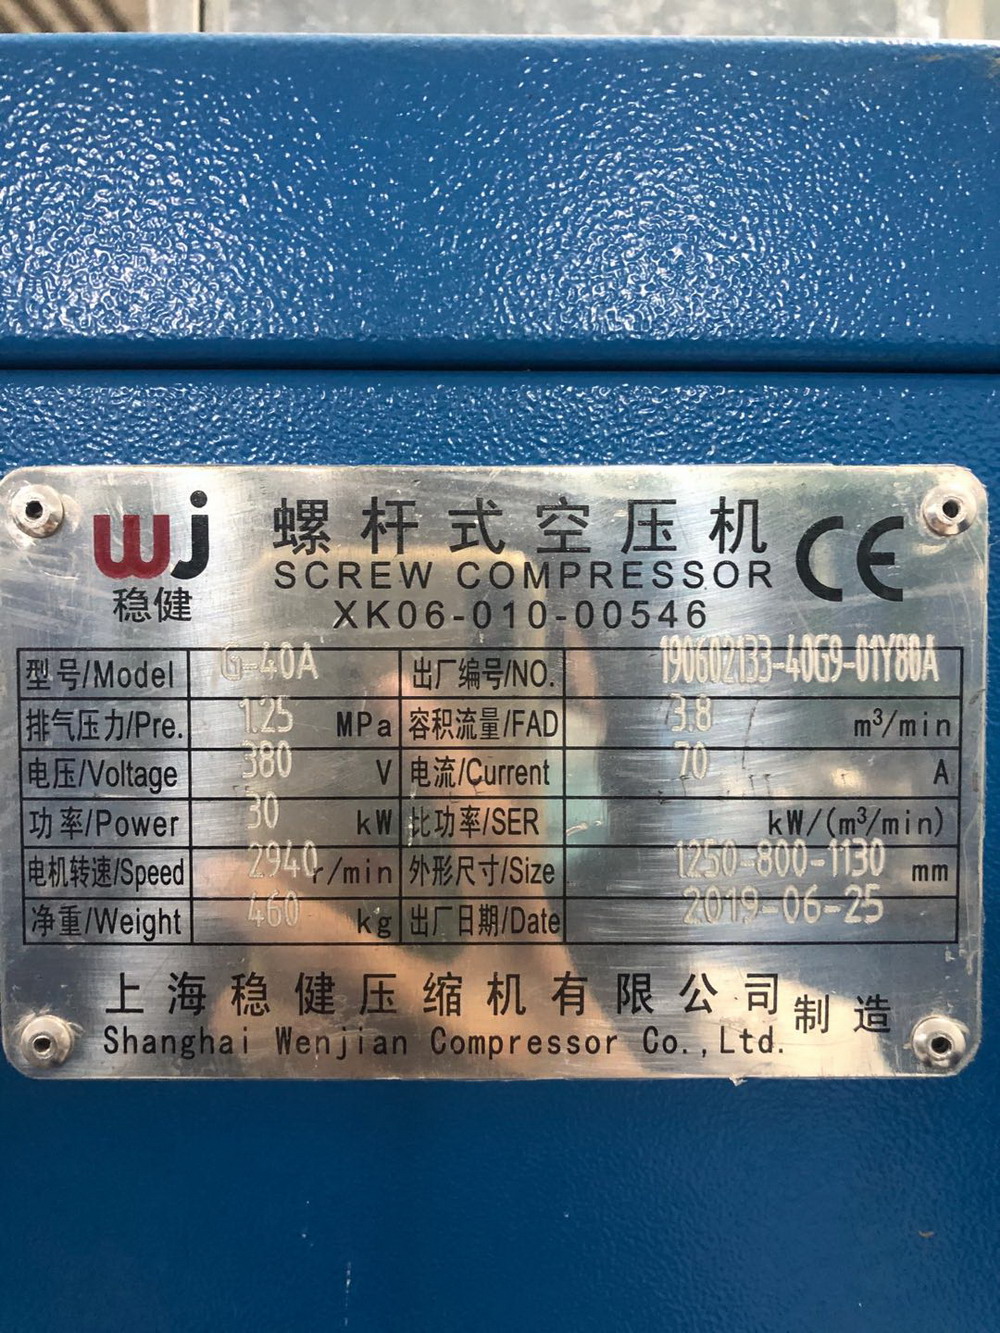 wj
稳健
螺杆式空压机
SCREW COMPRESSOR
XK06-010-00546
CE
型号/Model G-40A 出厂编号/NO. 190602133-40G9-01Y80A
排气压力/Pre. 1.25 MPa 容积流量/FAD 3.8 m³/min
电压/Voltage 380 V 电流/Current 70 A
功率/Power 30 kW 比功率/SER kW/(m³/min)
电机转速/Speed 2940 r/min 外形尺寸/Size 1250-800-1130 mm
净重/Weight 460 kg 出厂日期/Date 2019-06-25
上海稳健压缩机有限公司 制造
Shanghai Wenjian Compressor Co.,Ltd.